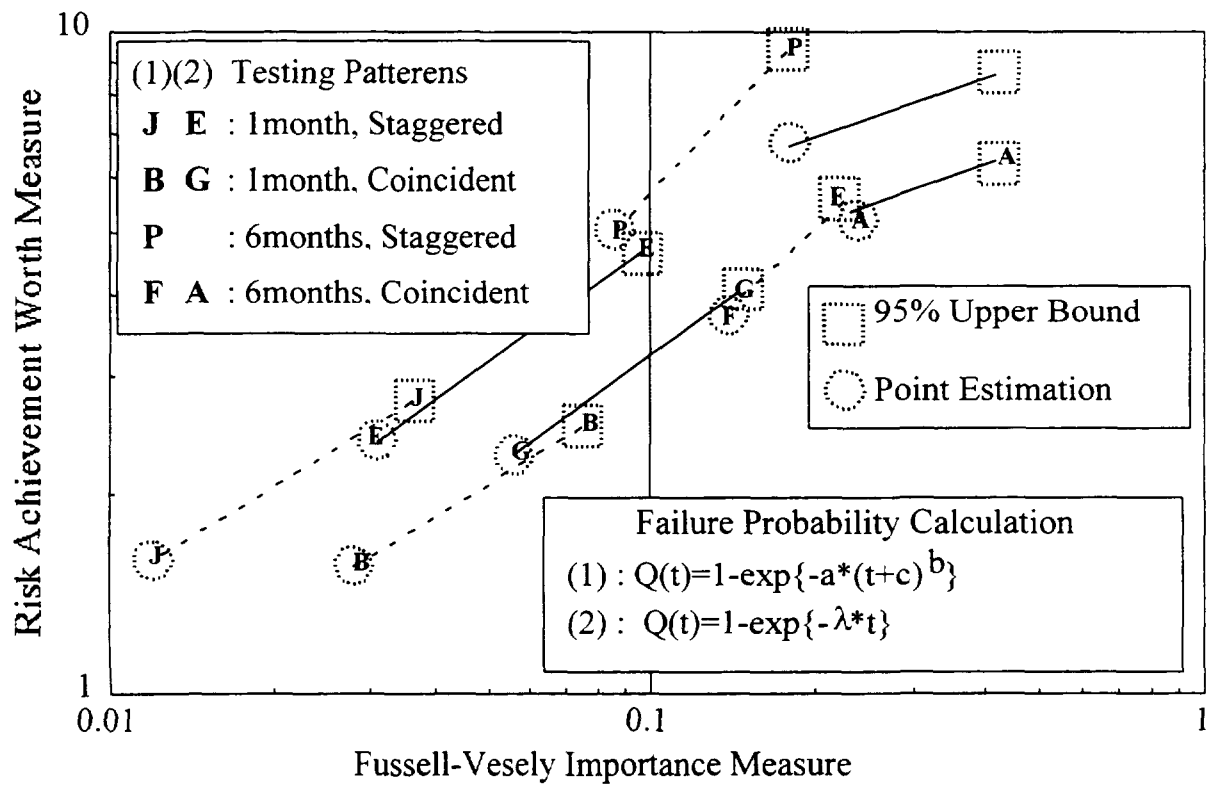 10
(1)(2) Testing Patterens
J E : 1month, Staggered
B G : 1month, Coincident
P : 6months, Staggered
F A : 6months, Coincident
P
A
E
A
P
E
G
F
J
B
E
G
J
B
95% Upper Bound
Point Estimation
Failure Probability Calculation
(1) : Q(t)=1-exp{-a*(t+c)^b}
(2) : Q(t)=1-exp{-λ*t}
1
0.01
0.1
1
Risk Achievement Worth Measure
Fussell-Vesely Importance Measure